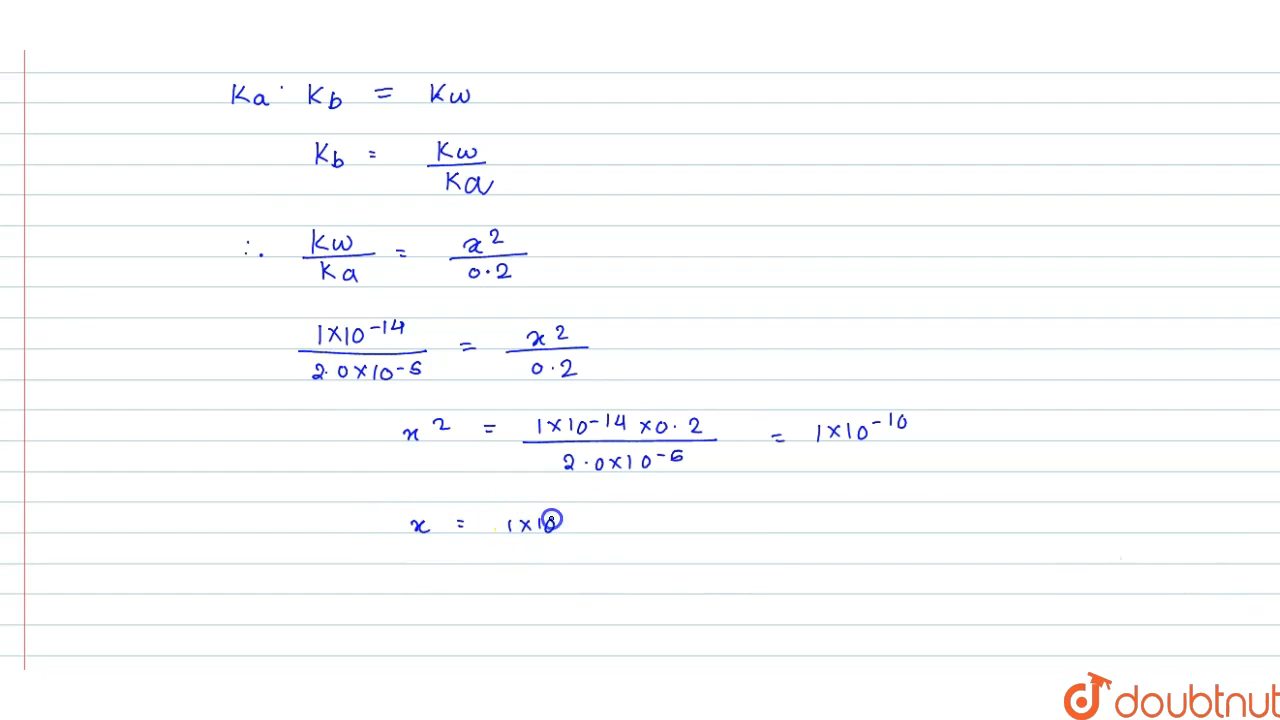 Ka · Kb = Kw
Kb = Kw/Ka
∴ Kw/Ka = x²/0.2
1×10⁻¹⁴/2.0×10⁻⁵ = x²/0.2
x² = 1×10⁻¹⁴×0.2/2.0×10⁻⁵ = 1×10⁻¹⁰
x = 1×10
doubtnut